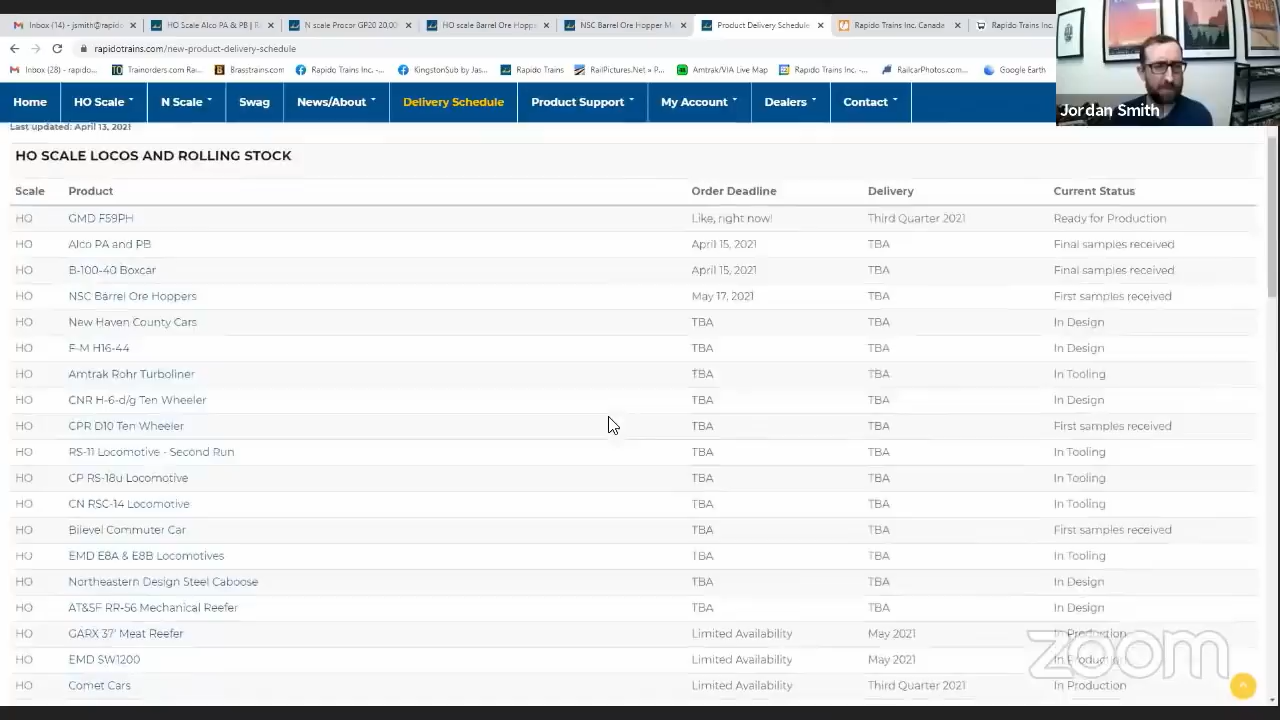 Inbox (14) - jsmith@rapido
HO Scale Alco PA & PB | R
N scale Procor GP20 20,00
HO scale Barrel Ore Hoppe
NSC Barrel Ore Hopper M
Product Delivery Schedule
Rapido Trains Inc. Canada
Rapido Trains Inc.
rapidotrains.com/new-product-delivery-schedule
Inbox (28) - rapido...
Trainorders.com Rai...
Brasstrains.com
Rapido Trains Inc. -...
KingstonSub by Jas...
Rapido Trains
RailPictures.Net » P...
Amtrak/VIA Live Map
Rapido Trains Inc. -...
RailcarPhotos.com...
Google Earth
Home HO Scale N Scale Swag News/About Delivery Schedule Product Support My Account Dealers Contact
Jordan Smith
Last updated: April 13, 2021
HO SCALE LOCOS AND ROLLING STOCK
Scale Product Order Deadline Delivery Current Status
HO GMD F59PH Like, right now! Third Quarter 2021 Ready for Production
HO Alco PA and PB April 15, 2021 TBA Final samples received
HO B-100-40 Boxcar April 15, 2021 TBA Final samples received
HO NSC Barrel Ore Hoppers May 17, 2021 TBA First samples received
HO New Haven County Cars TBA TBA In Design
HO F-M H16-44 TBA TBA In Design
HO Amtrak Rohr Turboliner TBA TBA In Tooling
HO CNR H-6-d/g Ten Wheeler TBA TBA In Design
HO CPR D10 Ten Wheeler TBA TBA First samples received
HO RS-11 Locomotive - Second Run TBA TBA In Tooling
HO CP RS-18u Locomotive TBA TBA In Tooling
HO CN RSC-14 Locomotive TBA TBA In Tooling
HO Bilevel Commuter Car TBA TBA First samples received
HO EMD E8A & E8B Locomotives TBA TBA In Tooling
HO Northeastern Design Steel Caboose TBA TBA In Design
HO AT&SF RR-56 Mechanical Reefer TBA TBA In Design
HO GARX 37' Meat Reefer Limited Availability May 2021 In Production
HO EMD SW1200 Limited Availability May 2021 In Production
HO Comet Cars Limited Availability Third Quarter 2021 In Production
zoom